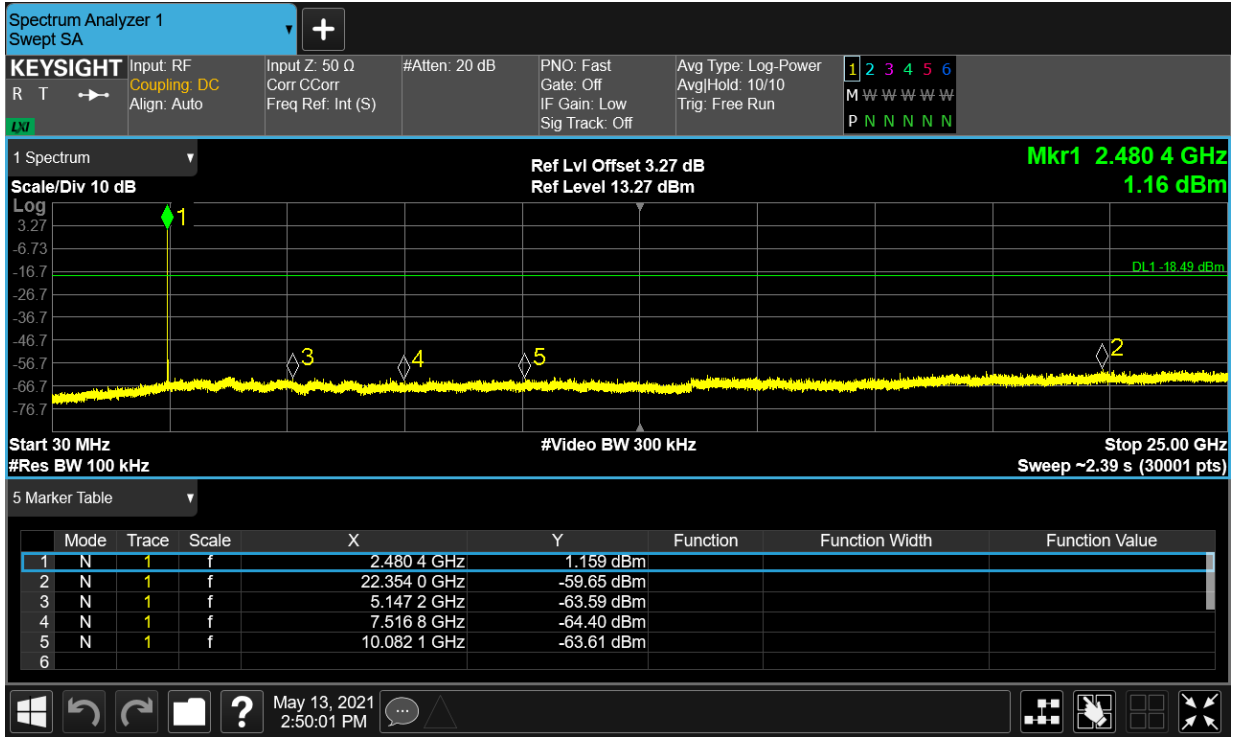 Spectrum Analyzer 1
Swept SA
KEYSIGHT
R T
LXI
Input: RF
Coupling: DC
Align: Auto
Input Z: 50 Ω
Corr CCorr
Freq Ref: Int (S)
#Atten: 20 dB
PNO: Fast
Gate: Off
IF Gain: Low
Sig Track: Off
Avg Type: Log-Power
Avg|Hold: 10/10
Trig: Free Run
1 2 3 4 5 6
M W W W W W
P N N N N N
1 Spectrum
Scale/Div 10 dB
Ref Lvl Offset 3.27 dB
Ref Level 13.27 dBm
Mkr1 2.480 4 GHz
1.16 dBm
Log
3.27
-6.73
-16.7
-26.7
-36.7
-46.7
-56.7
-66.7
-76.7
1
DL1 -18.49 dBm
3
4
5
2
Start 30 MHz
#Video BW 300 kHz
Stop 25.00 GHz
#Res BW 100 kHz
Sweep ~2.39 s (30001 pts)
5 Marker Table
Mode Trace Scale X Y Function Function Width Function Value
1 N 1 f 2.480 4 GHz 1.159 dBm
2 N 1 f 22.354 0 GHz -59.65 dBm
3 N 1 f 5.147 2 GHz -63.59 dBm
4 N 1 f 7.516 8 GHz -64.40 dBm
5 N 1 f 10.082 1 GHz -63.61 dBm
6
?
May 13, 2021
2:50:01 PM